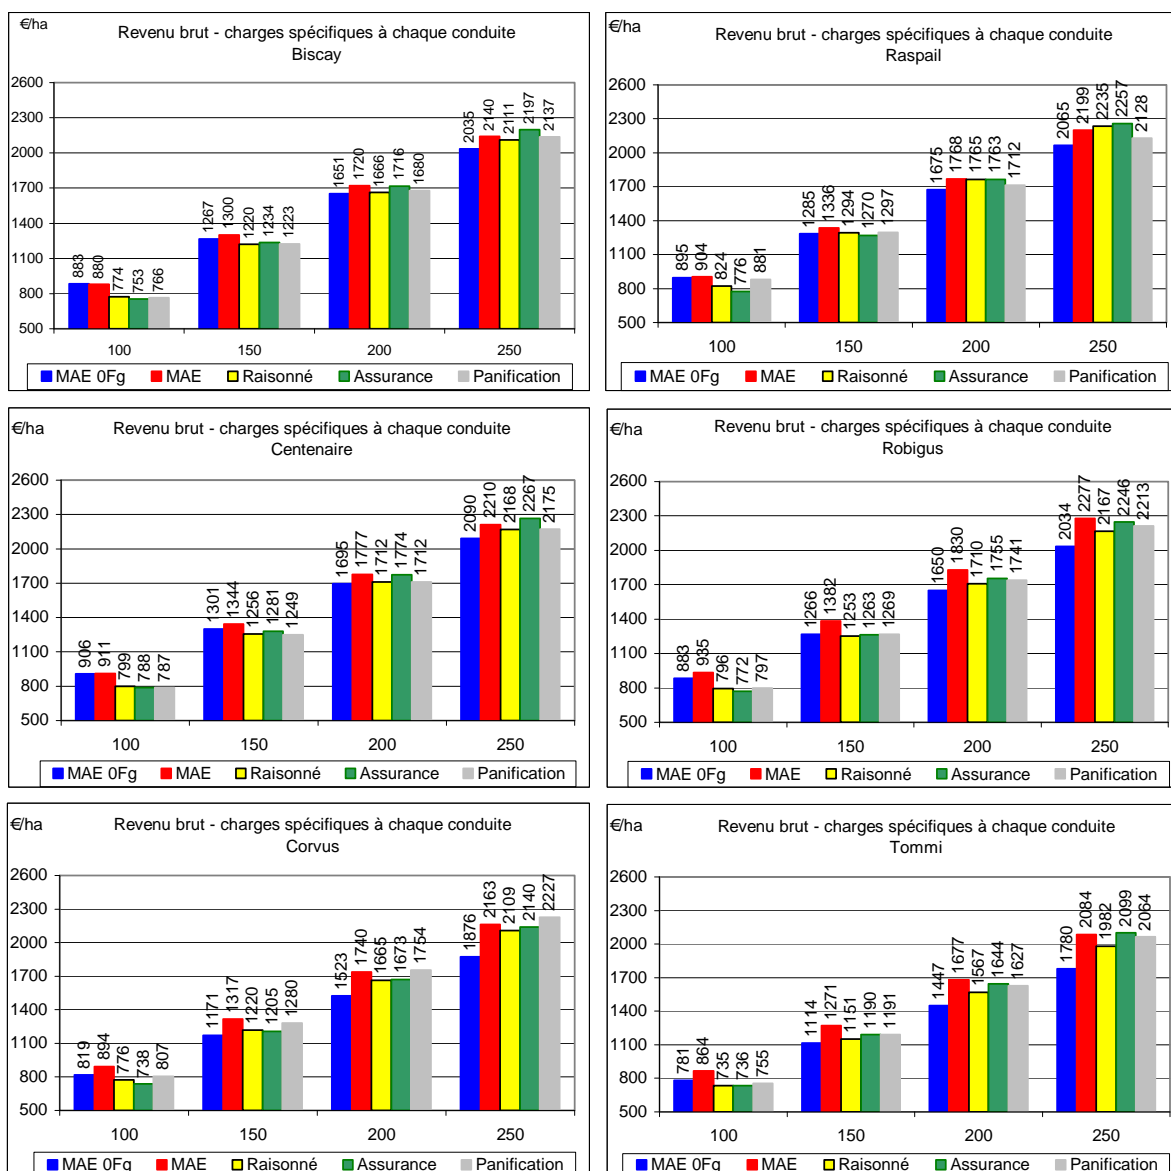 €/ha
Revenu brut - charges spécifiques à chaque conduite
Biscay
2600
2300
2000
1700
1400
1100
800
500
883 880 774 753 766
1267 1300 1220 1234 1223
1651 1720 1666 1716 1680
2035 2140 2111 2197 2137
100 150 200 250
MAE 0Fg MAE Raisonné Assurance Panification
€/ha
Revenu brut - charges spécifiques à chaque conduite
Raspail
2600
2300
2000
1700
1400
1100
800
500
895 904 824 776 881
1285 1336 1294 1270 1297
1675 1768 1765 1763 1712
2065 2199 2235 2257 2128
100 150 200 250
MAE 0Fg MAE Raisonné Assurance Panification
€/ha
Revenu brut - charges spécifiques à chaque conduite
Centenaire
2600
2300
2000
1700
1400
1100
800
500
906 911 799 788 787
1301 1344 1256 1281 1249
1695 1777 1712 1774 1712
2090 2210 2168 2267 2175
100 150 200 250
MAE 0Fg MAE Raisonné Assurance Panification
€/ha
Revenu brut - charges spécifiques à chaque conduite
Robigus
2600
2300
2000
1700
1400
1100
800
500
883 935 796 772 797
1266 1382 1253 1263 1269
1650 1830 1710 1755 1741
2034 2277 2167 2246 2213
100 150 200 250
MAE 0Fg MAE Raisonné Assurance Panification
€/ha
Revenu brut - charges spécifiques à chaque conduite
Corvus
2600
2300
2000
1700
1400
1100
800
500
819 894 776 738 807
1171 1317 1220 1205 1280
1523 1740 1665 1673 1754
1876 2163 2109 2140 2227
100 150 200 250
MAE 0Fg MAE Raisonné Assurance Panification
€/ha
Revenu brut - charges spécifiques à chaque conduite
Tommi
2600
2300
2000
1700
1400
1100
800
500
781 864 735 736 755
1114 1271 1151 1190 1191
1447 1677 1567 1644 1627
1780 2084 1982 2099 2064
100 150 200 250
MAE 0Fg MAE Raisonné Assurance Panification